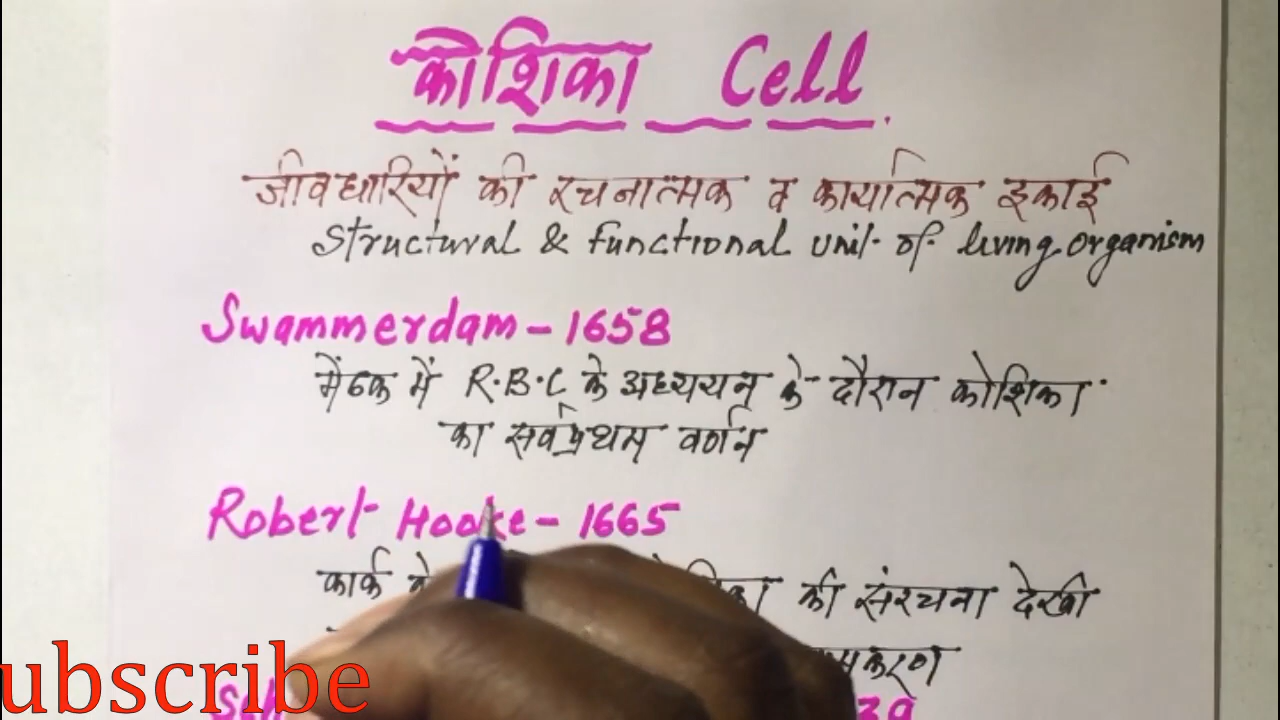 कोशिका Cell
जीवधारियों की रचनात्मक व कार्यात्मक इकाई
Structural & functional unit of living organism
Swammerdam - 1658
मेंढक में R.B.C के अध्ययन के दौरान कोशिका
का सर्वप्रथम वर्णन
Robert Hooke - 1665
कार्क की संरचना देखी
ubscribe